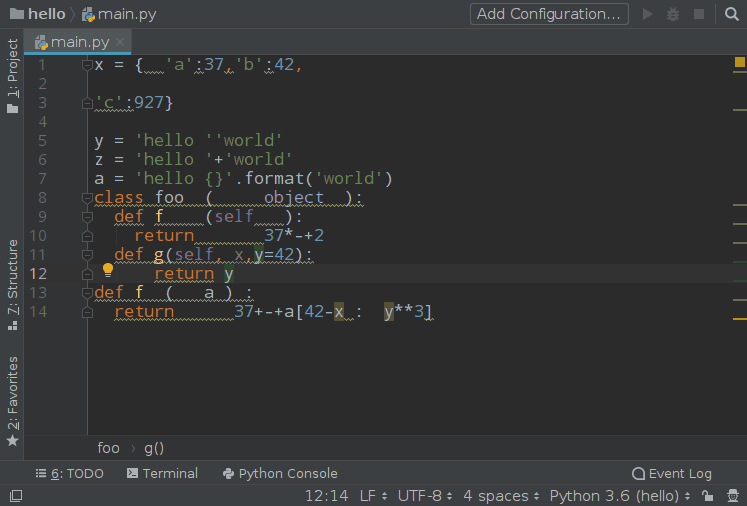 hello main.py Add Configuration...
main.py
1: Project
7: Structure
2: Favorites
1 x = {   'a':37,'b':42,
2
3 'c':927}
4
5 y = 'hello ''world'
6 z = 'hello '+'world'
7 a = 'hello {}'.format('world')
8 class foo  (     object  ):
9   def f    (self   ):
10     return       37*-+2
11   def g(self, x,y=42):
12       return y
13 def f  (   a ) :
14   return      37+-+a[42-x :  y**3]
foo › g()
6: TODO Terminal Python Console Event Log
12:14 LF UTF-8 4 spaces Python 3.6 (hello)